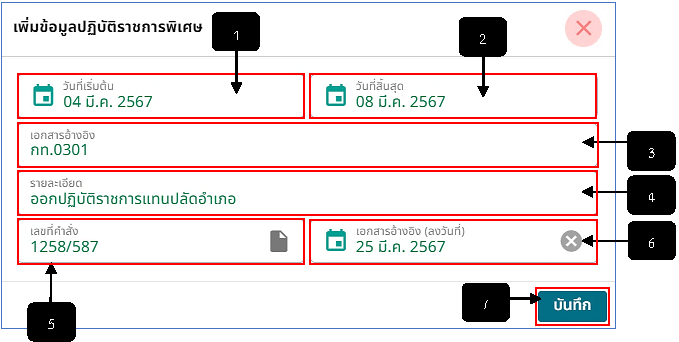 เพิ่มข้อมูลปฏิบัติราชการพิเศษ
1
2
วันที่เริ่มต้น
04 มี.ค. 2567
วันที่สิ้นสุด
08 มี.ค. 2567
เอกสารอ้างอิง
กท.0301
3
รายละเอียด
ออกปฏิบัติราชการแทนปลัดอำเภอ
4
เลขที่คำสั่ง
1258/587
เอกสารอ้างอิง (ลงวันที่)
25 มี.ค. 2567
6
5
7
บันทึก